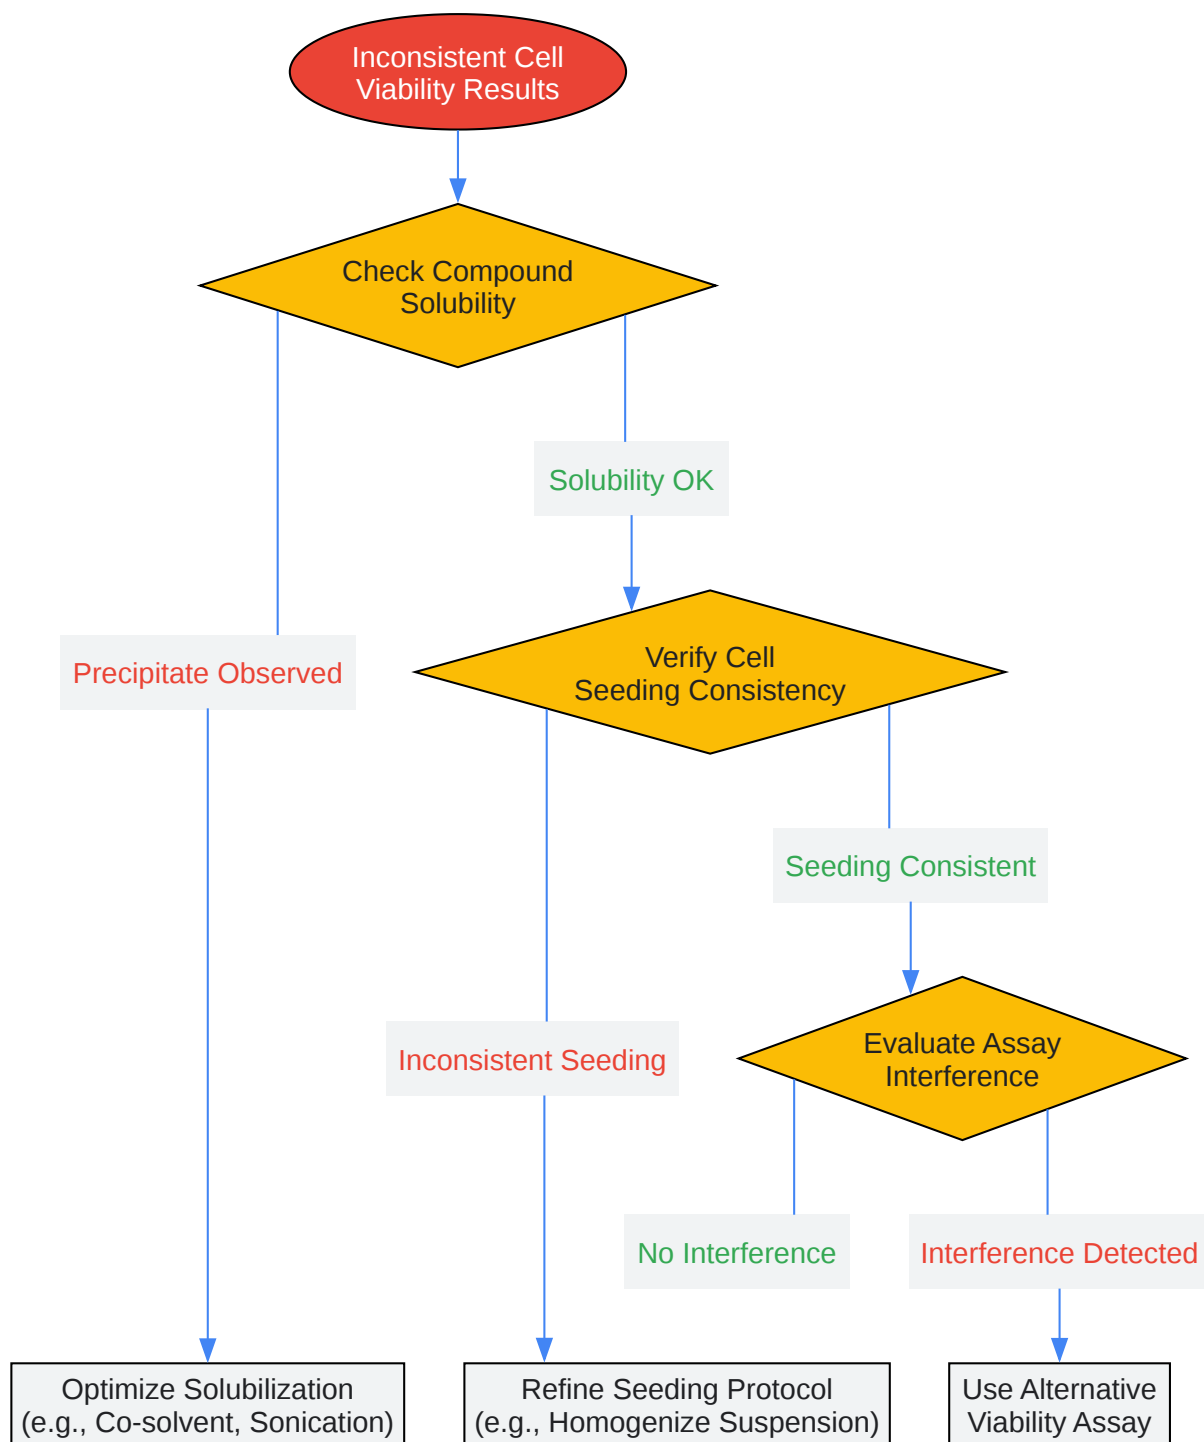 Inconsistent Cell
Viability Results
Check Compound
Solubility
Solubility OK
Precipitate Observed
Verify Cell
Seeding Consistency
Seeding Consistent
Inconsistent Seeding
Evaluate Assay
Interference
No Interference
Interference Detected
Optimize Solubilization
(e.g., Co-solvent, Sonication)
Refine Seeding Protocol
(e.g., Homogenize Suspension)
Use Alternative
Viability Assay